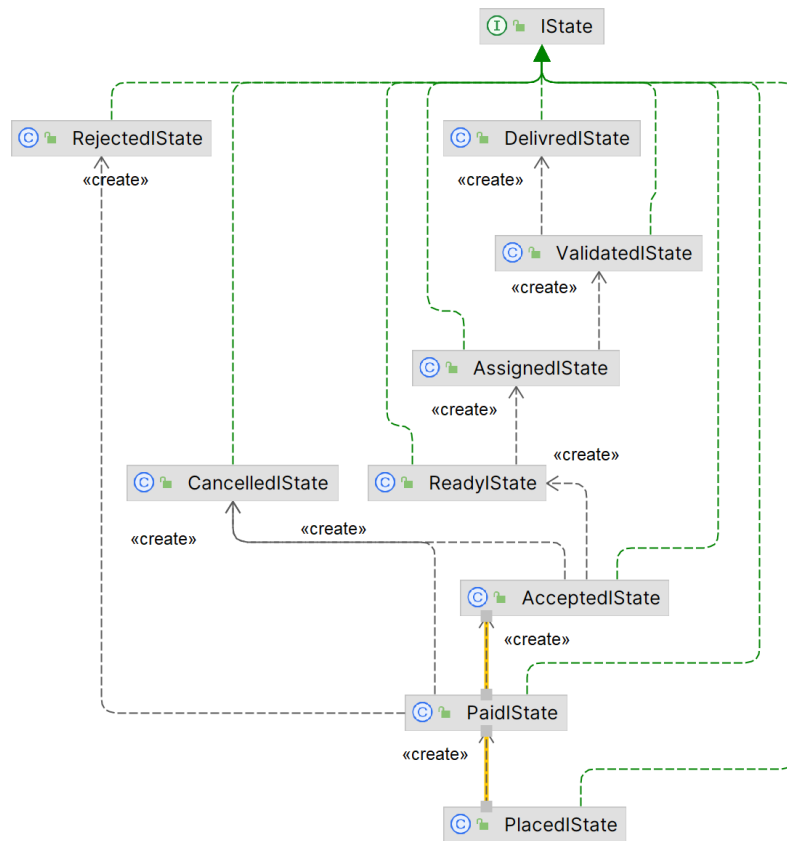 I IState
C RejectedIState
C DelivredIState
«create»
«create»
C ValidatedIState
«create»
C AssignedIState
«create»
C CancelledIState
C ReadyIState
«create»
«create»
«create»
C AcceptedIState
«create»
C PaidIState
«create»
C PlacedIState